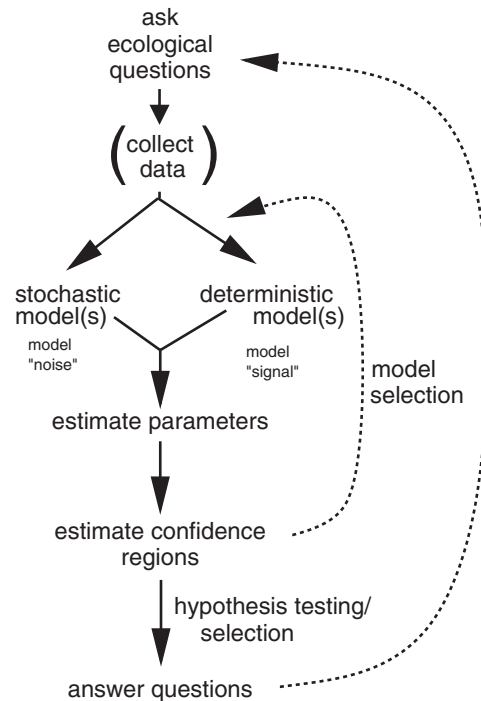 ask
ecological
questions
(collect
data)
stochastic
model(s)
model
"noise"
deterministic
model(s)
model
"signal"
model
selection
estimate parameters
estimate confidence
regions
hypothesis testing/
selection
answer questions